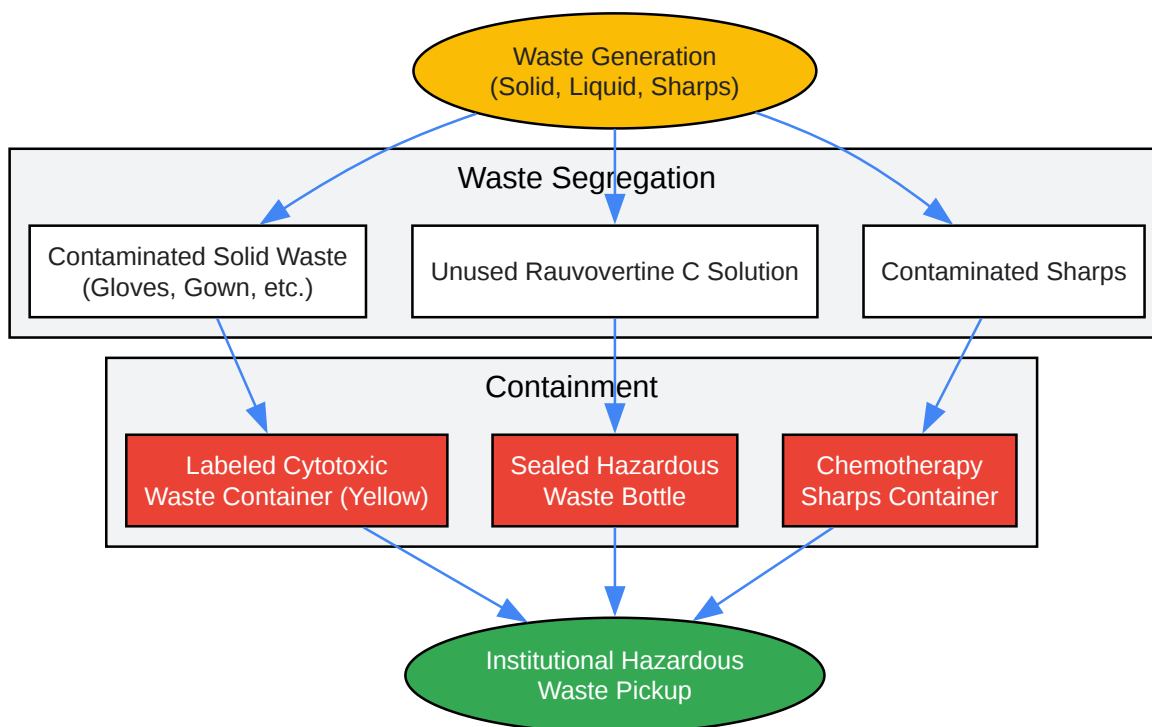 Waste Generation
(Solid, Liquid, Sharps)
Waste Segregation
Contaminated Solid Waste
(Gloves, Gown, etc.)
Unused Rauvovertine C Solution
Contaminated Sharps
Containment
Labeled Cytotoxic
Waste Container (Yellow)
Sealed Hazardous
Waste Bottle
Chemotherapy
Sharps Container
Institutional Hazardous
Waste Pickup